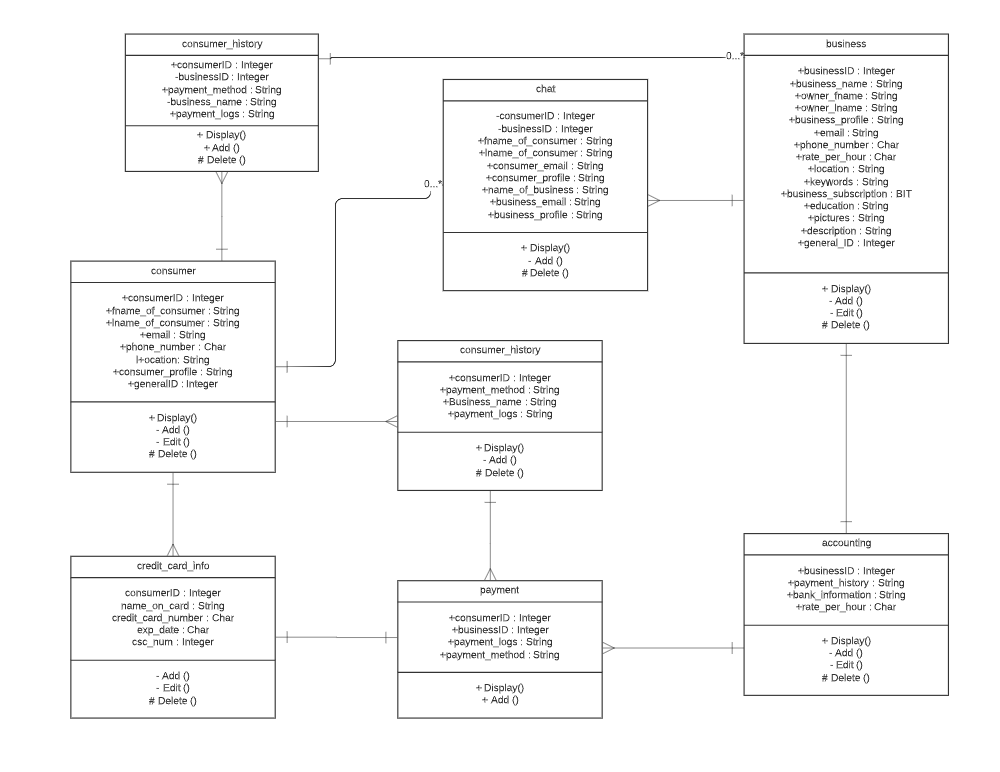 consumer_history
+consumerID : Integer
-businessID : Integer
+payment_method : String
-business_name : String
+payment_logs : String
+ Display()
+ Add ()
# Delete ()
0...*
business
+businessID : Integer
+business_name : String
+owner_fname : String
+owner_lname : String
+business_profile : String
+email : String
+phone_number : Char
+rate_per_hour : Char
+location : String
+keywords : String
+business_subscription : BIT
+education : String
+pictures : String
+description : String
+general_ID : Integer
+ Display()
- Add()
- Edit ()
# Delete ()
chat
-consumerID : Integer
-businessID : Integer
+fname_of_consumer : String
+lname_of_consumer : String
+consumer_email : String
+consumer_profile : String
+name_of_business : String
+business_email : String
+business_profile : String
+ Display()
- Add ()
# Delete ()
0...*
consumer
+consumerID : Integer
+fname_of_consumer : String
+lname_of_consumer : String
+email : String
+phone_number : Char
l+ocation: String
+consumer_profile : String
+generalID : Integer
+ Display()
- Add ()
- Edit ()
# Delete ()
consumer_history
+consumerID : Integer
+payment_method : String
+Business_name : String
+payment_logs : String
+ Display()
- Add ()
# Delete ()
credit_card_info
consumerID : Integer
name_on_card : String
credit_card_number : Char
exp_date : Char
csc_num : Integer
- Add ()
- Edit ()
# Delete ()
payment
+consumerID : Integer
+businessID : Integer
+payment_logs : String
+payment_method : String
+ Display()
+ Add ()
accounting
+businessID : Integer
+payment_history : String
+bank_information : String
+rate_per_hour : Char
+ Display()
- Add ()
- Edit ()
# Delete ()